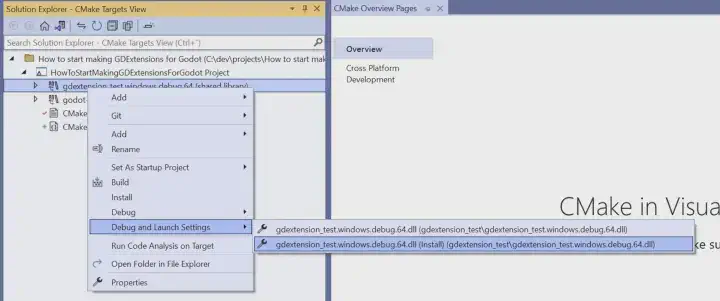 Solution Explorer - CMake Targets View
CMake Overview Pages
Search Solution Explorer - CMake Targets View (Ctrl+¨)
How to start making GDExtensions for Godot (C:\dev\projects\How to start mak
HowToStartMakingGDExtensionsForGodot Project
gdextension_test.windows.debug.64 (shared library)
godot-
CMake
CMake
Add
Git
Add
Rename
Set As Startup Project
Build
Install
Debug
Debug and Launch Settings
Run Code Analysis on Target
Open Folder in File Explorer
Properties
gdextension_test.windows.debug.64.dll (gdextension_test\gdextension_test.windows.debug.64.dll)
gdextension_test.windows.debug.64.dll (Install) (gdextension_test\gdextension_test.windows.debug.64.dll)
Overview
Cross Platform
Development
CMake in Visua
ke su